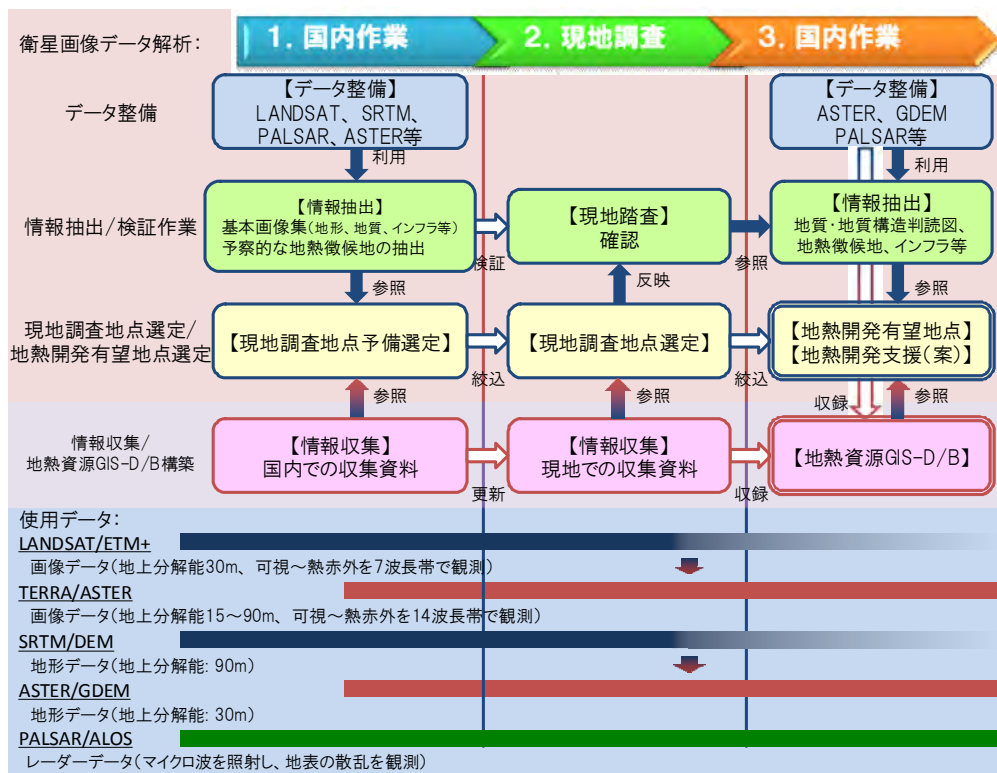 衛星画像データ解析:
1. 国内作業
2. 現地調査
3. 国内作業
データ整備
【データ整備】
LANDSAT、SRTM、
PALSAR、ASTER等
【データ整備】
ASTER、GDEM
PALSAR等
利用
利用
情報抽出/検証作業
【情報抽出】
基本画像集(地形、地質、インフラ等)
予察的な地熱徴候地の抽出
検証
【現地踏査】
確認
参照
【情報抽出】
地質・地質構造判読図、
地熱徴候地、インフラ等
参照
反映
参照
現地調査地点選定/
地熱開発有望地点選定
【現地調査地点予備選定】
絞込
【現地調査地点選定】
絞込
【地熱開発有望地点】
【地熱開発支援(案)】
参照
参照
収録
参照
情報収集/
地熱資源GIS-D/B構築
【情報収集】
国内での収集資料
更新
【情報収集】
現地での収集資料
収録
【地熱資源GIS-D/B】
使用データ:
LANDSAT/ETM+
画像データ(地上分解能30m、可視~熱赤外を7波長帯で観測)
TERRA/ASTER
画像データ(地上分解能15~90m、可視~熱赤外を14波長帯で観測)
SRTM/DEM
地形データ(地上分解能: 90m)
ASTER/GDEM
地形データ(地上分解能: 30m)
PALSAR/ALOS
レーダーデータ(マイクロ波を照射し、地表の散乱を観測)